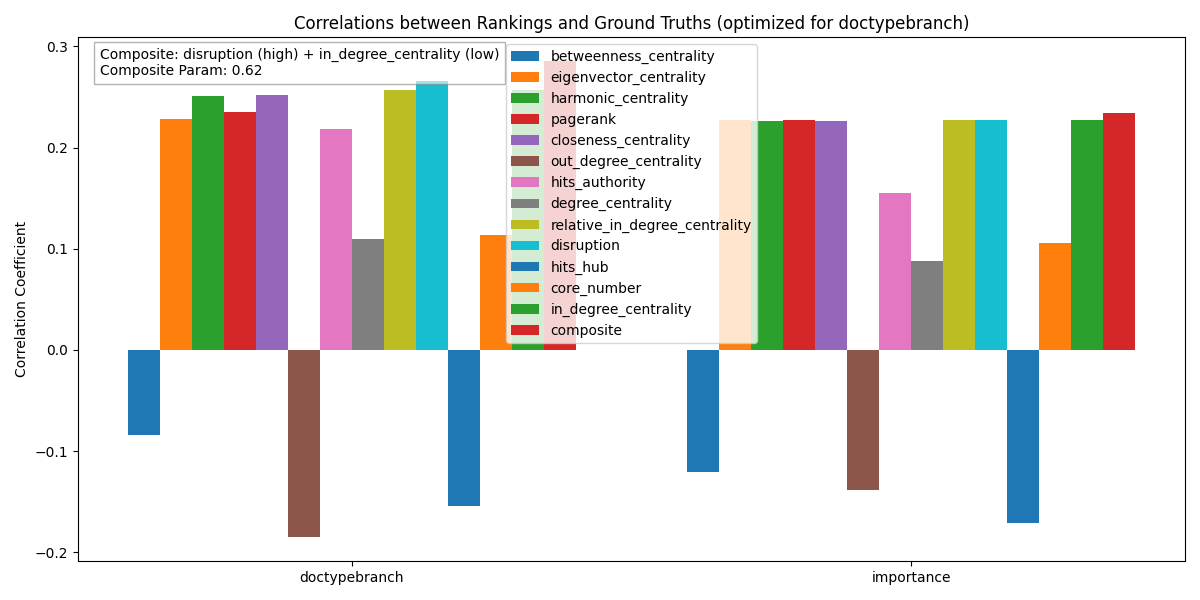 Correlations between Rankings and Ground Truths (optimized for doctypebranch)
Composite: disruption (high) + in_degree_centrality (low)
Composite Param: 0.62
betweenness_centrality
eigenvector_centrality
harmonic_centrality
pagerank
closeness_centrality
out_degree_centrality
hits_authority
degree_centrality
relative_in_degree_centrality
disruption
hits_hub
core_number
in_degree_centrality
composite
Correlation Coefficient
0.3
0.2
0.1
0.0
−0.1
−0.2
doctypebranch
importance